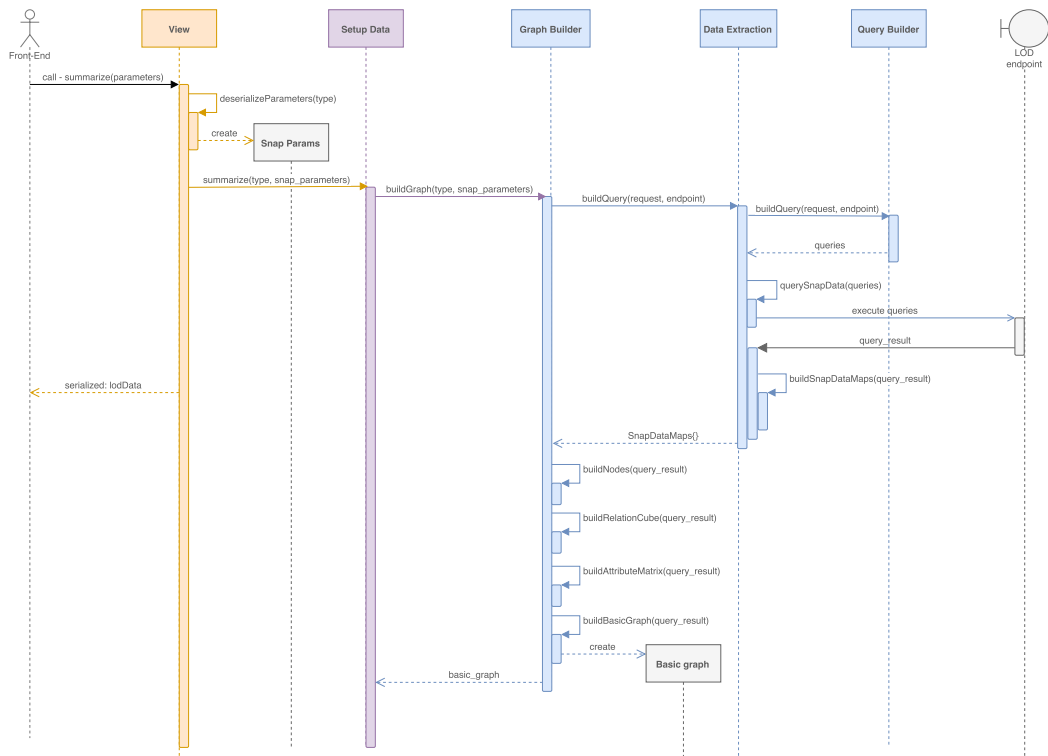 View
Setup Data
Graph Builder
Data Extraction
Query Builder
Front-End
LOD
endpoint
call - summarize(parameters)
deserializeParameters(type)
create
Snap Params
summarize(type, snap_parameters)
buildGraph(type, snap_parameters)
buildQuery(request, endpoint)
buildQuery(request, endpoint)
queries
querySnapData(queries)
execute queries
query_result
serialized: lodData
buildSnapDataMaps(query_result)
SnapDataMaps{}
buildNodes(query_result)
buildRelationCube(query_result)
buildAttributeMatrix(query_result)
buildBasicGraph(query_result)
create
Basic graph
basic_graph